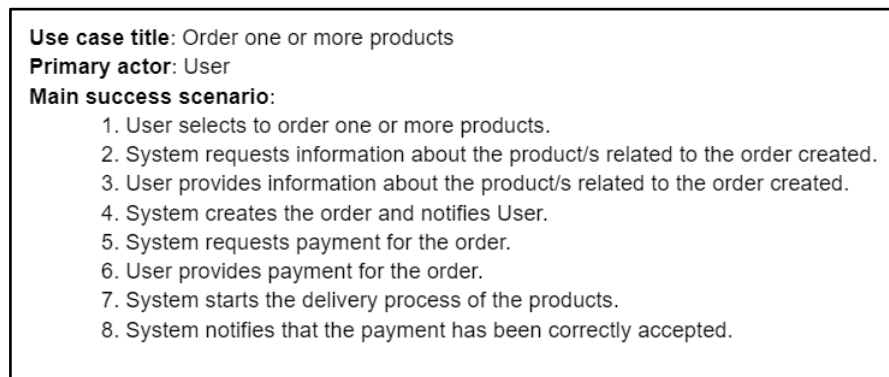 Use case title: Order one or more products
Primary actor: User
Main success scenario:
1. User selects to order one or more products.
2. System requests information about the product/s related to the order created.
3. User provides information about the product/s related to the order created.
4. System creates the order and notifies User.
5. System requests payment for the order.
6. User provides payment for the order.
7. System starts the delivery process of the products.
8. System notifies that the payment has been correctly accepted.